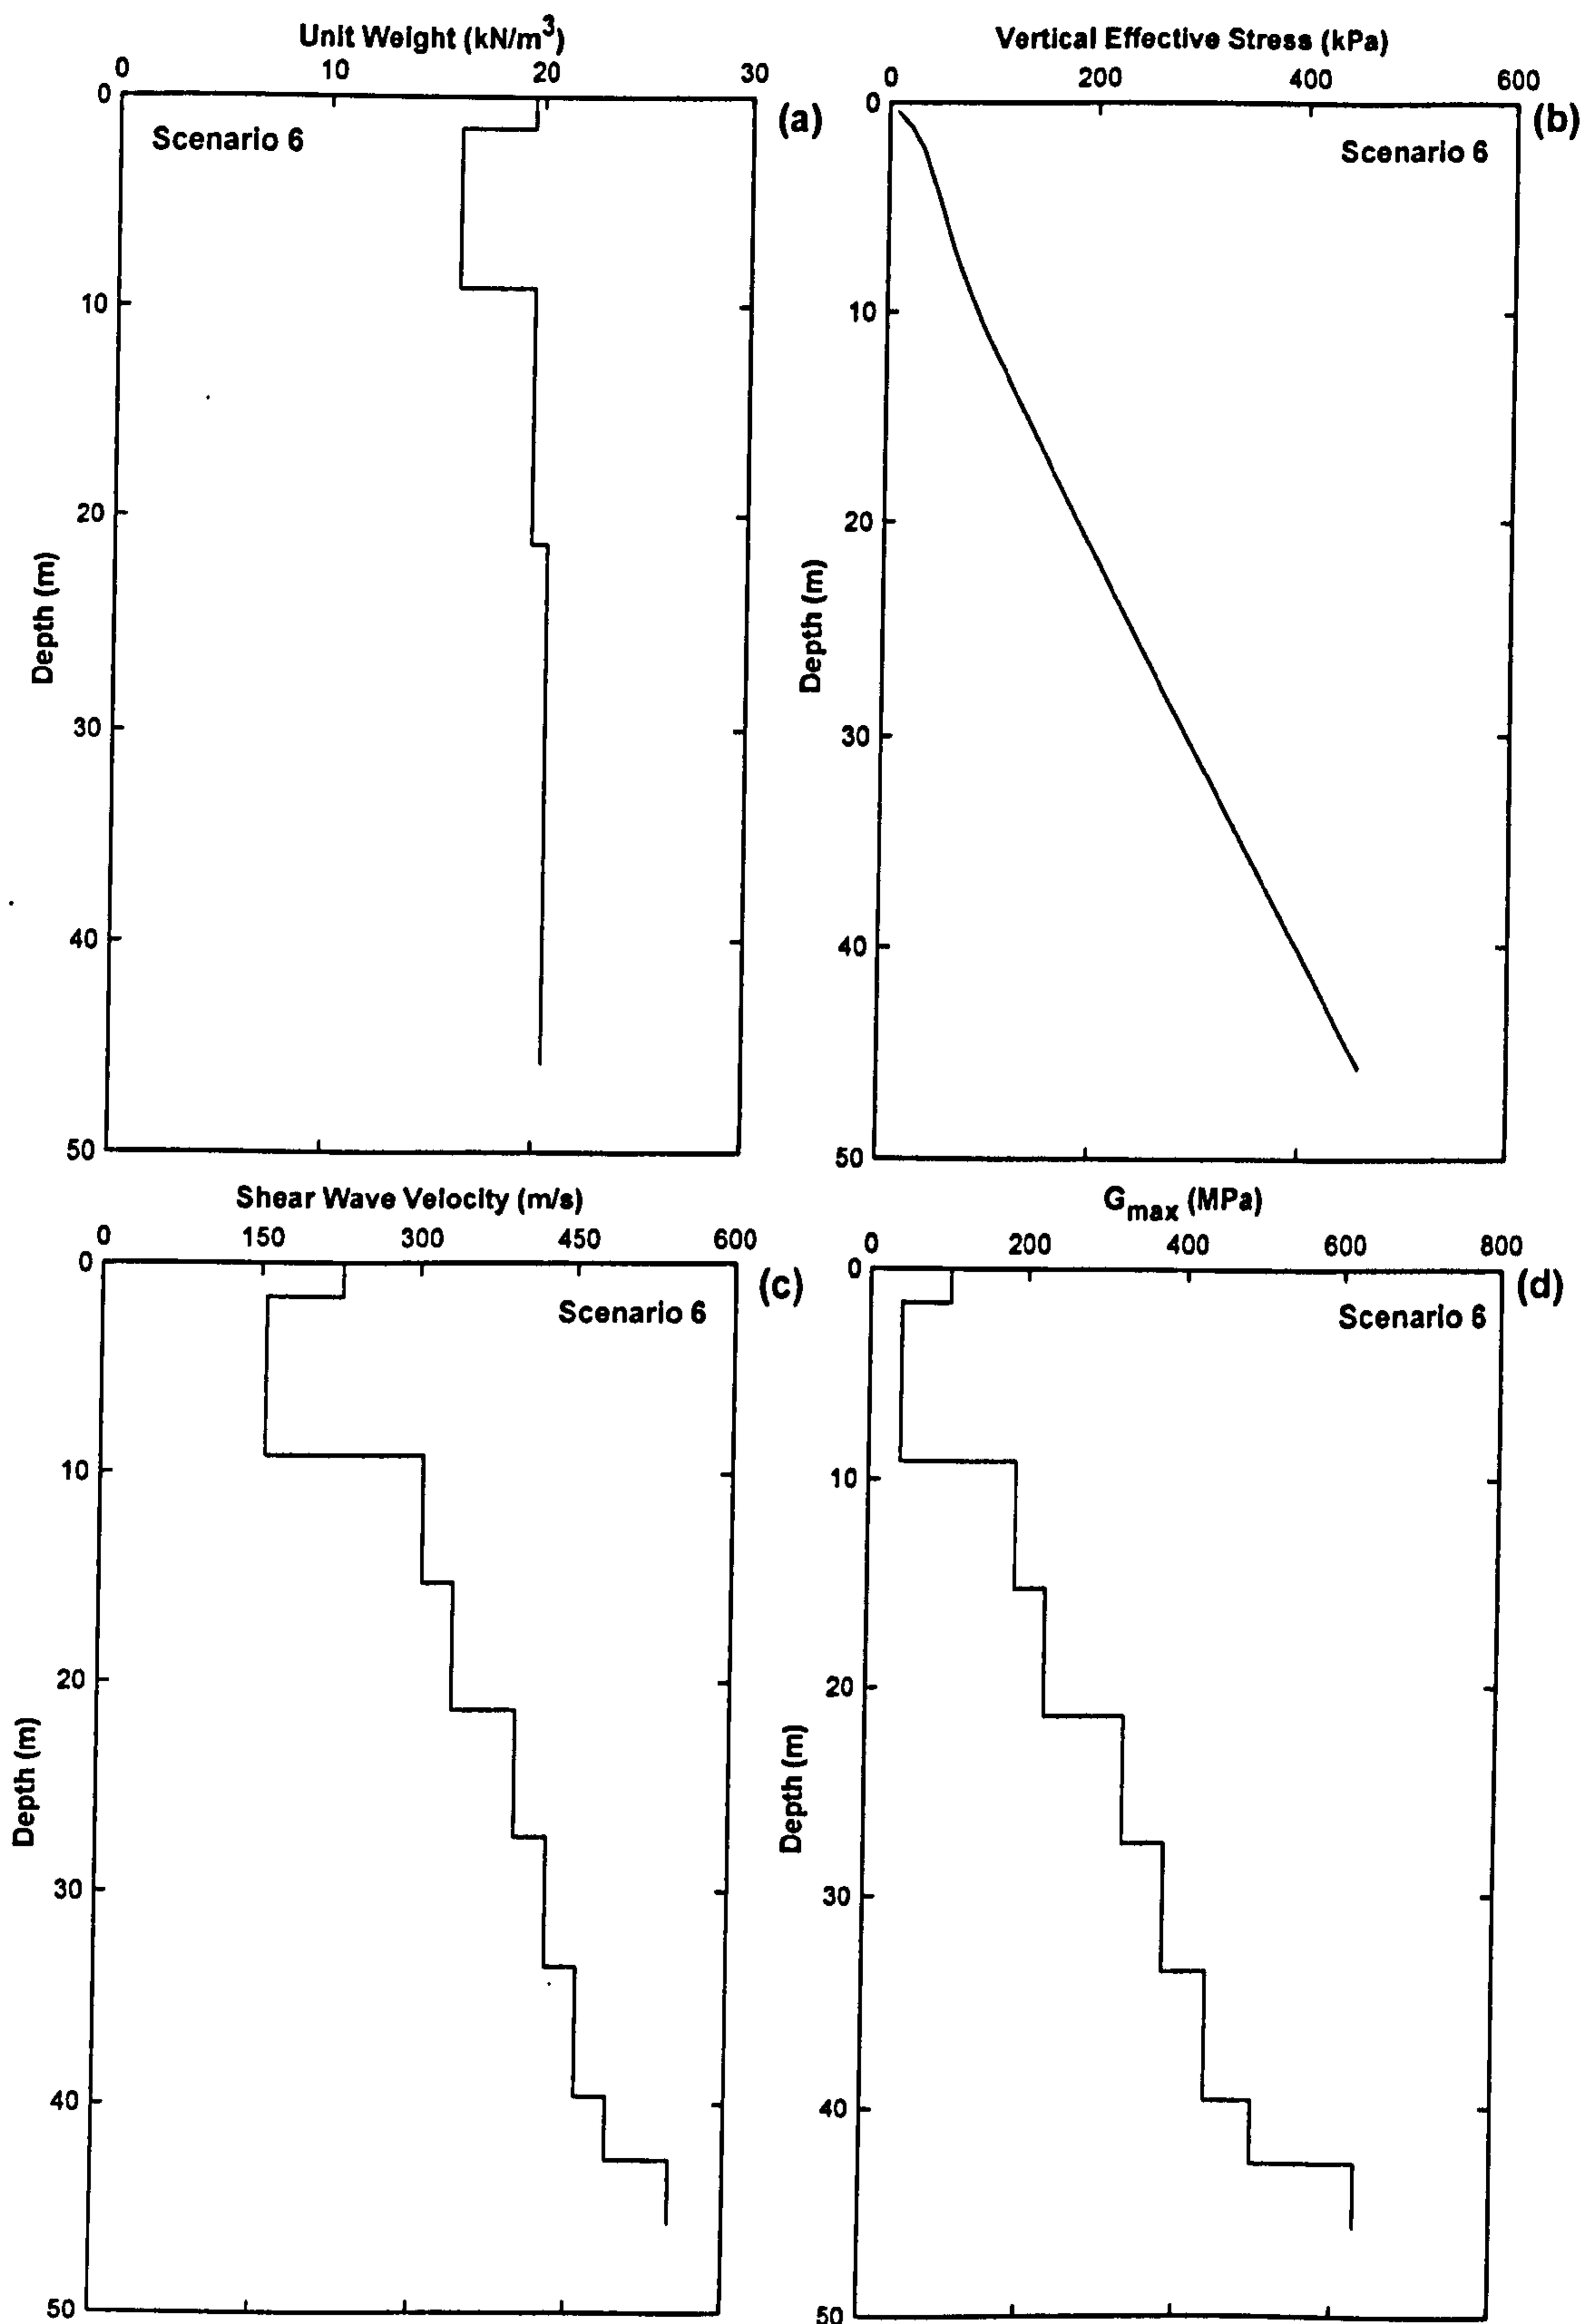 Unit Weight (kN/m³)
0 10 20 30
0
10
20
30
40
50
Depth (m)
Scenario 6
(a)
Vertical Effective Stress (kPa)
0 200 400 600
0
10
20
30
40
50
Depth (m)
Scenario 6
(b)
Shear Wave Velocity (m/s)
0 150 300 450 600
0
10
20
30
40
50
Depth (m)
Scenario 6
(c)
Gmax (MPa)
0 200 400 600 800
0
10
20
30
40
50
Depth (m)
Scenario 6
(d)